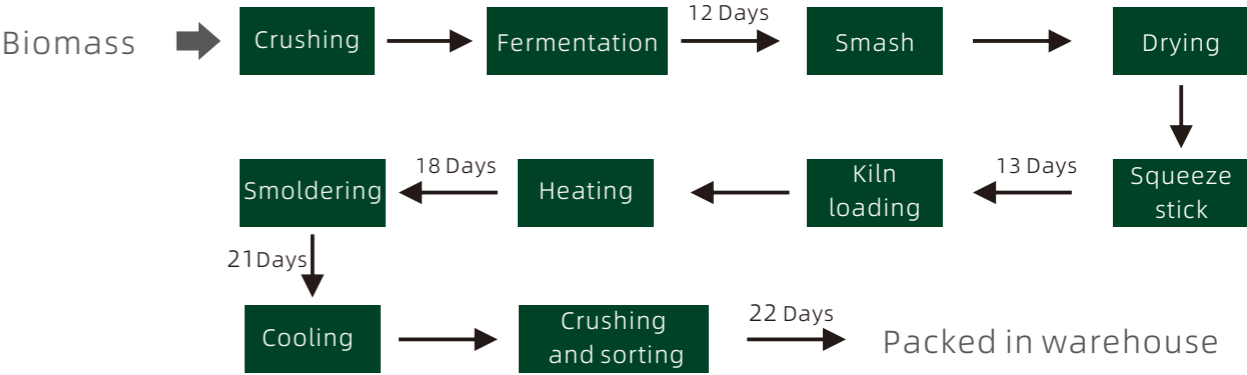 Biomass
Crushing
Fermentation
12 Days
Smash
Drying
Smoldering
18 Days
Heating
Kiln
loading
13 Days
Squeeze
stick
21Days
Cooling
Crushing
and sorting
22 Days
Packed in warehouse